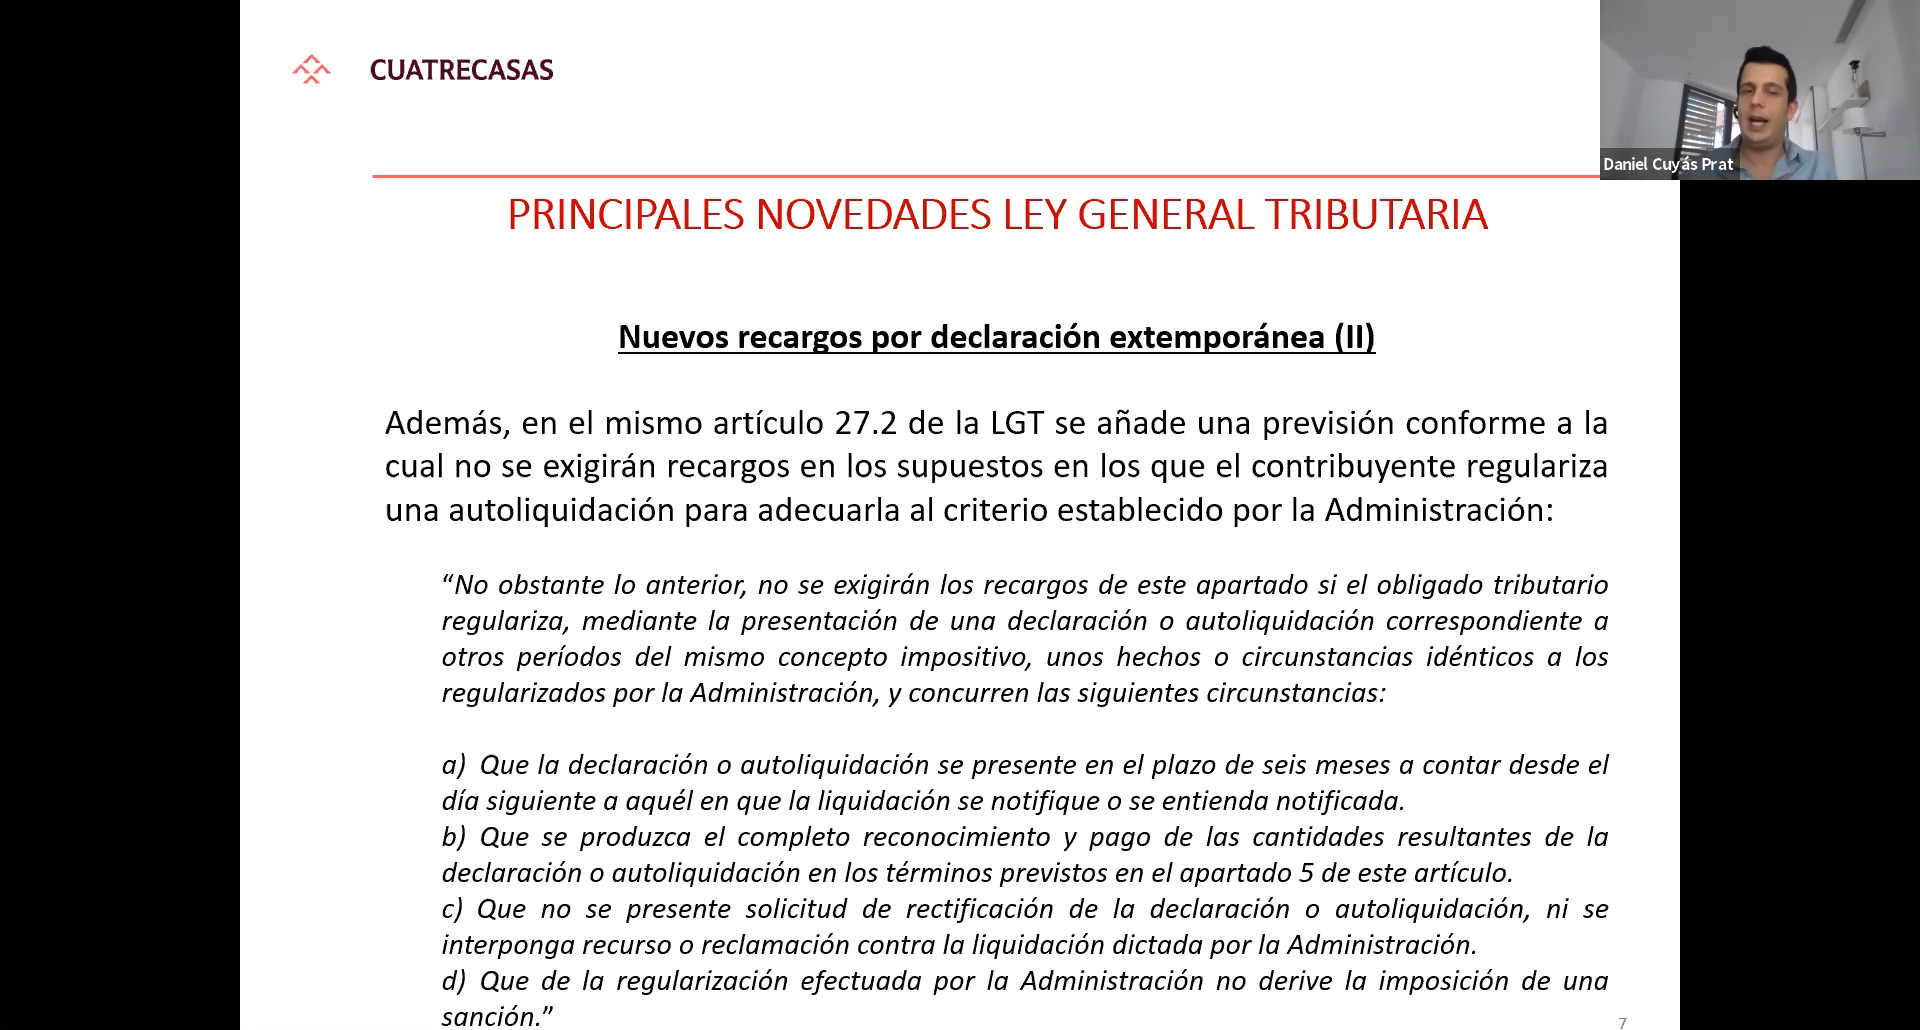 CUATRECASAS
Daniel Cuyás Prat
PRINCIPALES NOVEDADES LEY GENERAL TRIBUTARIA
Nuevos recargos por declaración extemporánea (II)
Además, en el mismo artículo 27.2 de la LGT se añade una previsión conforme a la
cual no se exigirán recargos en los supuestos en los que el contribuyente regulariza
una autoliquidación para adecuarla al criterio establecido por la Administración:
“No obstante lo anterior, no se exigirán los recargos de este apartado si el obligado tributario
regulariza, mediante la presentación de una declaración o autoliquidación correspondiente a
otros períodos del mismo concepto impositivo, unos hechos o circunstancias idénticos a los
regularizados por la Administración, y concurren las siguientes circunstancias:
a) Que la declaración o autoliquidación se presente en el plazo de seis meses a contar desde el
día siguiente a aquél en que la liquidación se notifique o se entienda notificada.
b) Que se produzca el completo reconocimiento y pago de las cantidades resultantes de la
declaración o autoliquidación en los términos previstos en el apartado 5 de este artículo.
c) Que no se presente solicitud de rectificación de la declaración o autoliquidación, ni se
interponga recurso o reclamación contra la liquidación dictada por la Administración.
d) Que de la regularización efectuada por la Administración no derive la imposición de una
sanción.”
7